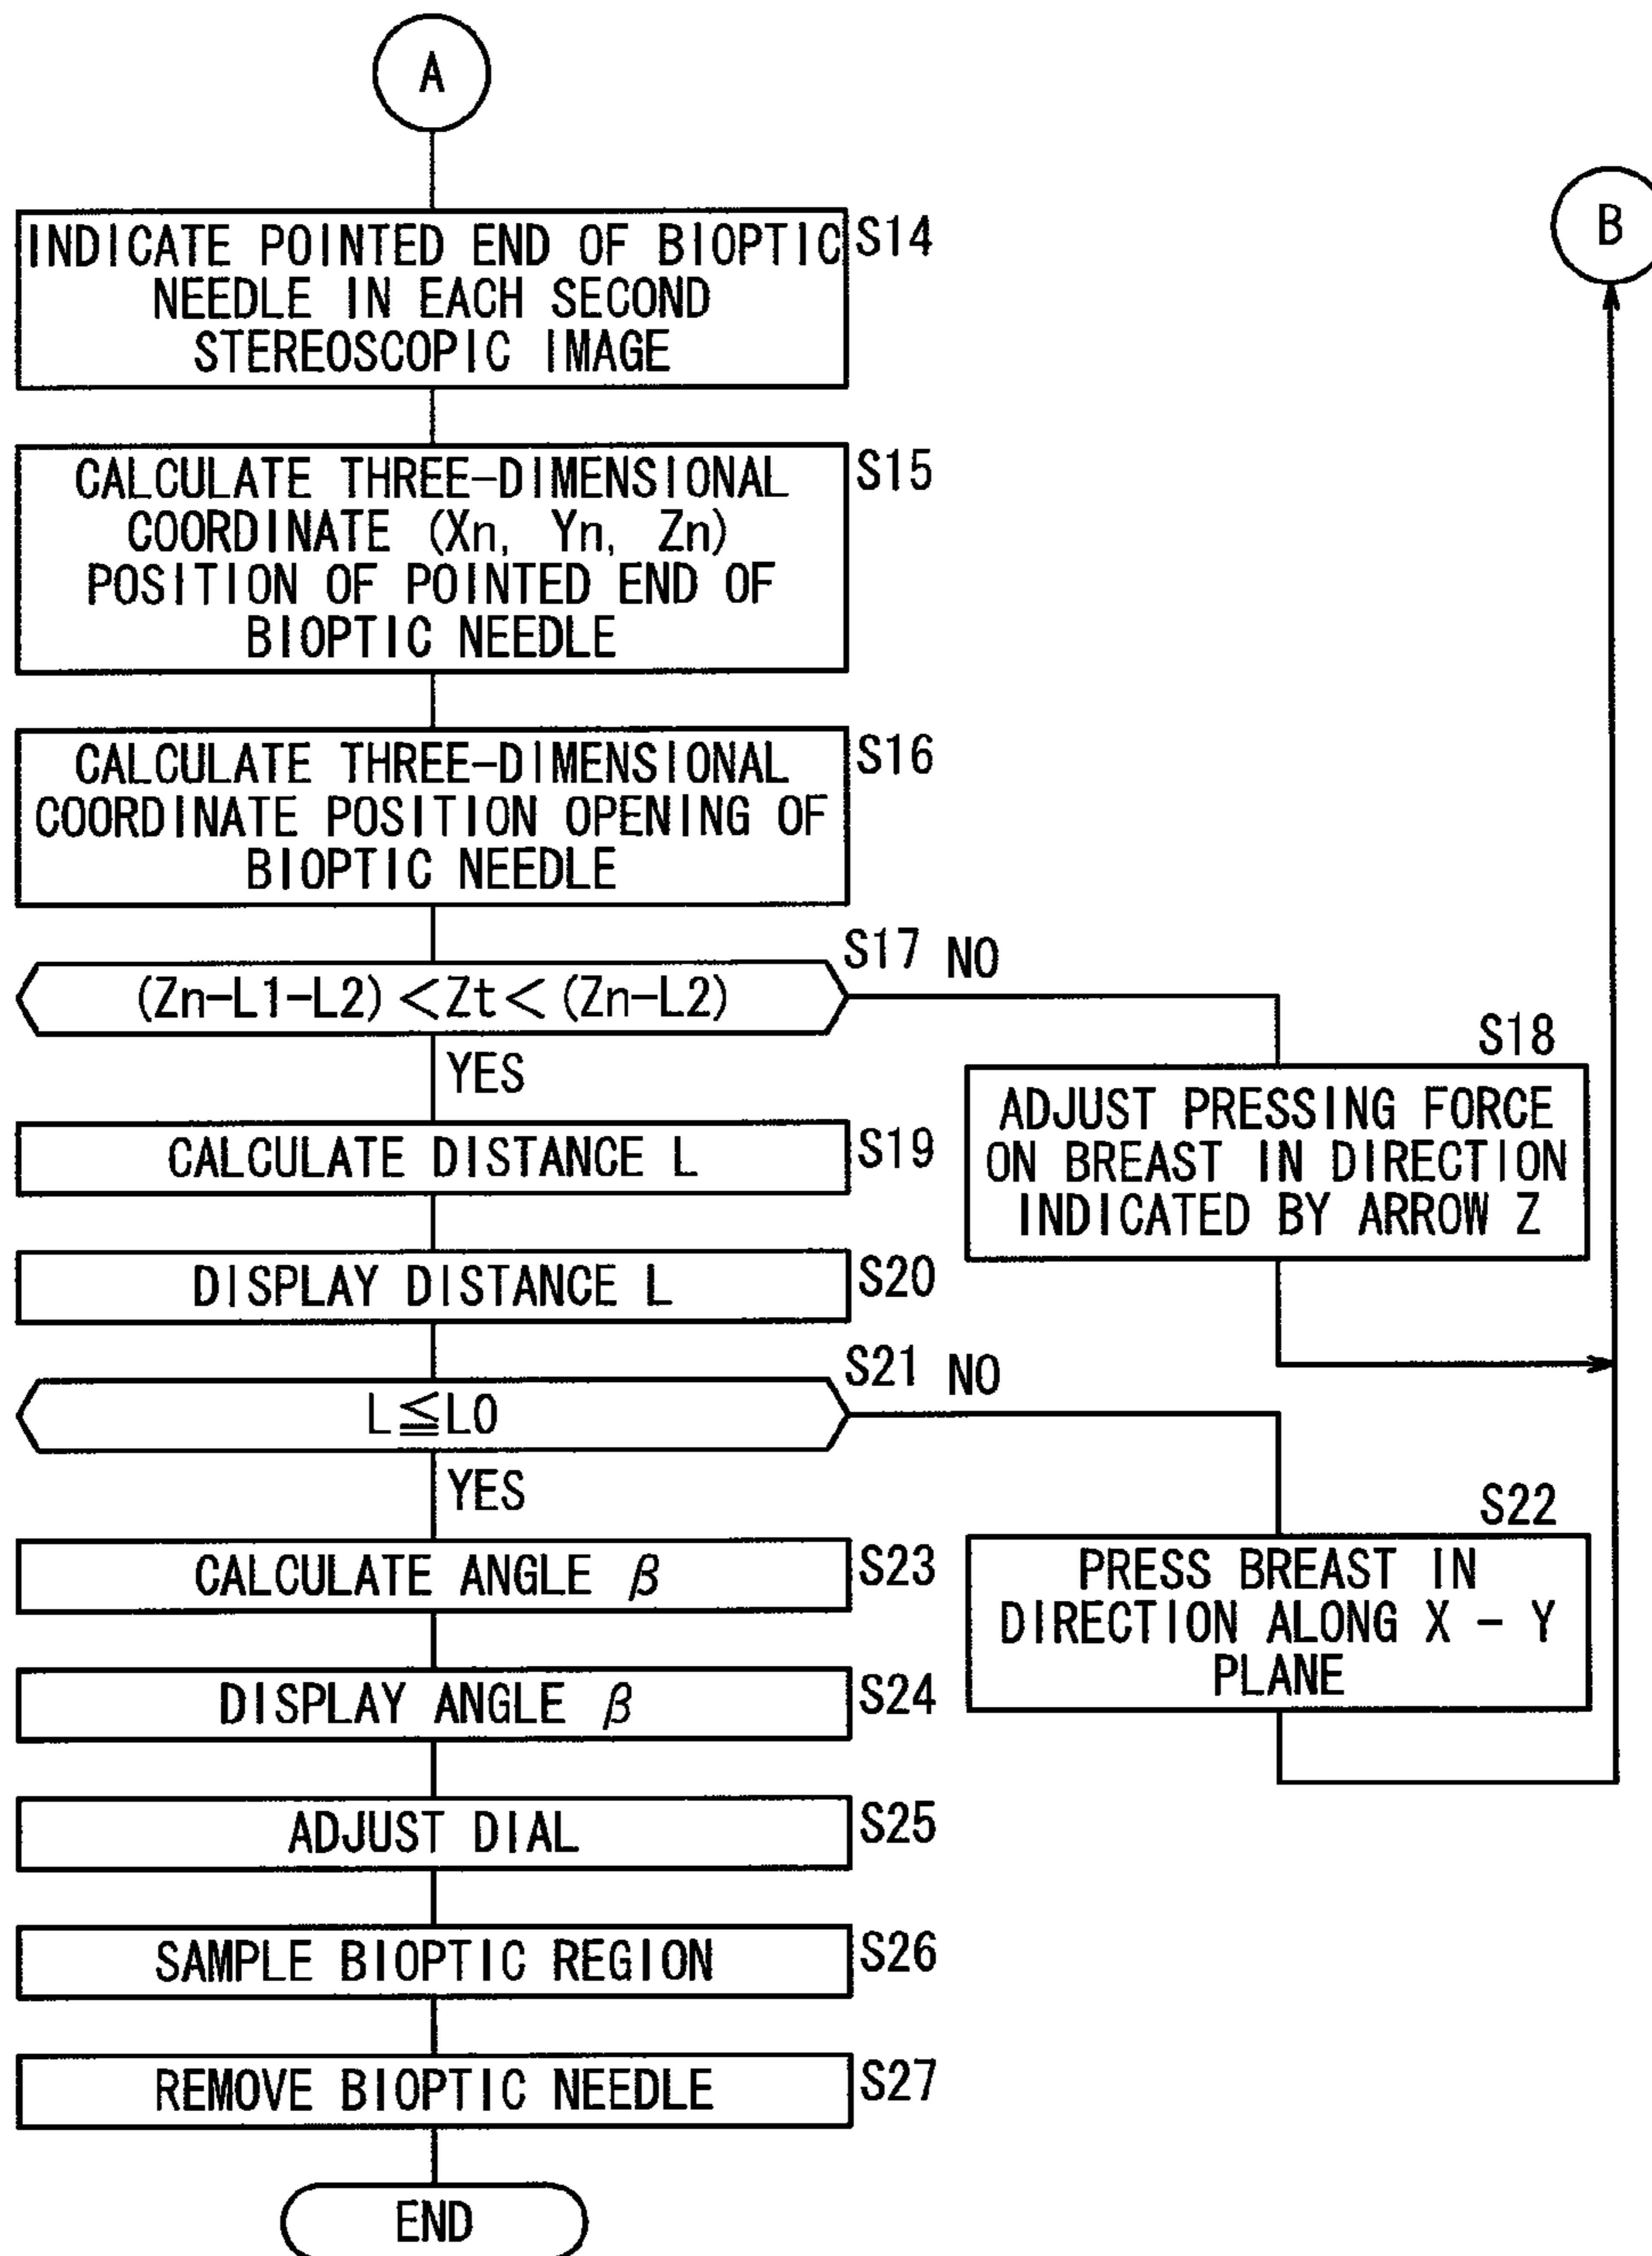 A
B
INDICATE POINTED END OF BIOPTIC
NEEDLE IN EACH SECOND
STEREOSCOPIC IMAGE
S14
CALCULATE THREE-DIMENSIONAL
COORDINATE (Xn, Yn, Zn)
POSITION OF POINTED END OF
BIOPTIC NEEDLE
S15
CALCULATE THREE-DIMENSIONAL
COORDINATE POSITION OPENING OF
BIOPTIC NEEDLE
S16
(Zn-L1-L2) <Zt< (Zn-L2)
S17 NO
YES
S18
ADJUST PRESSING FORCE
ON BREAST IN DIRECTION
INDICATED BY ARROW Z
CALCULATE DISTANCE L
S19
DISPLAY DISTANCE L
S20
L≦L0
S21 NO
YES
S22
PRESS BREAST IN
DIRECTION ALONG X - Y
PLANE
CALCULATE ANGLE β
S23
DISPLAY ANGLE β
S24
ADJUST DIAL
S25
SAMPLE BIOPTIC REGION
S26
REMOVE BIOPTIC NEEDLE
S27
END